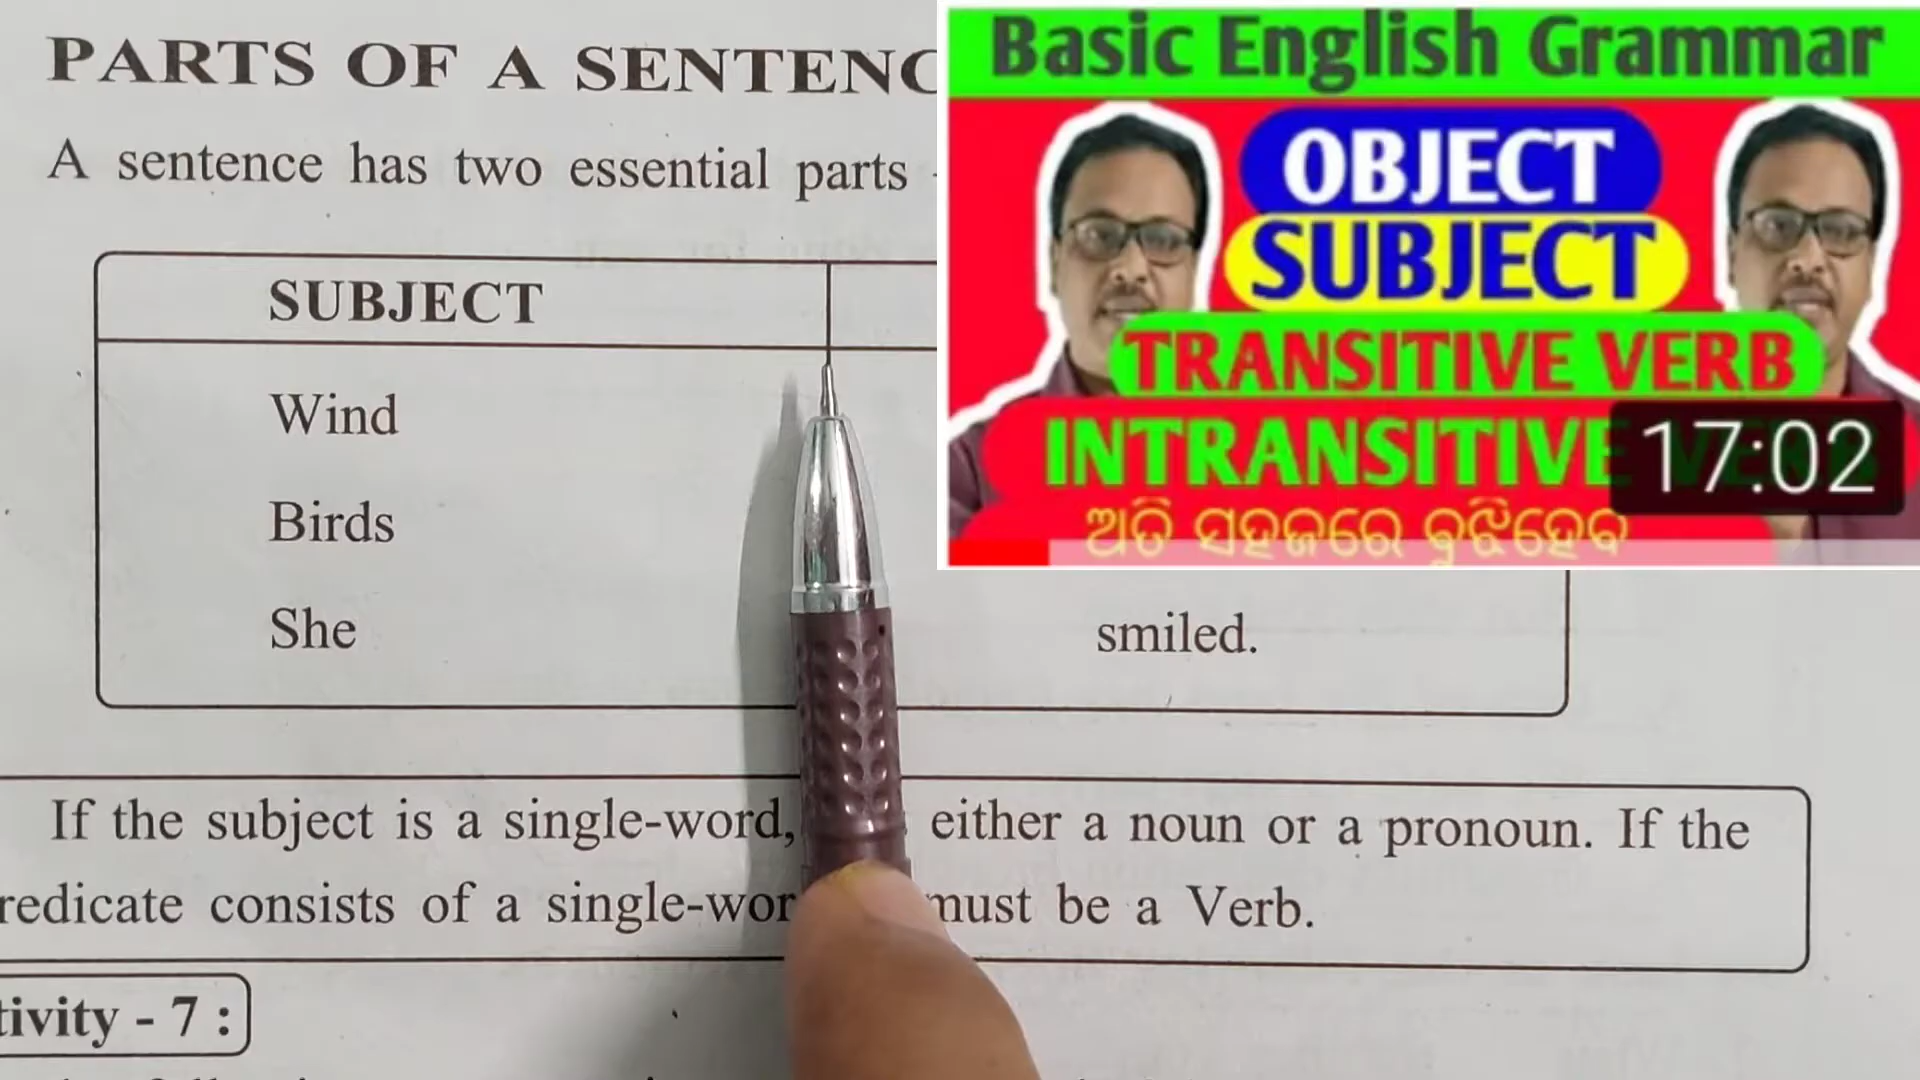 PARTS OF A SENTENC
A sentence has two essential parts
SUBJECT
Wind
Birds
She smiled.
If the subject is a single-word, either a noun or a pronoun. If the
redicate consists of a single-wor must be a Verb.
tivity - 7 :
Basic English Grammar
OBJECT
SUBJECT
TRANSITIVE VERB
INTRANSITIVE
17:02
ଅତି ସହଜରେ ବୁଝିହେବ